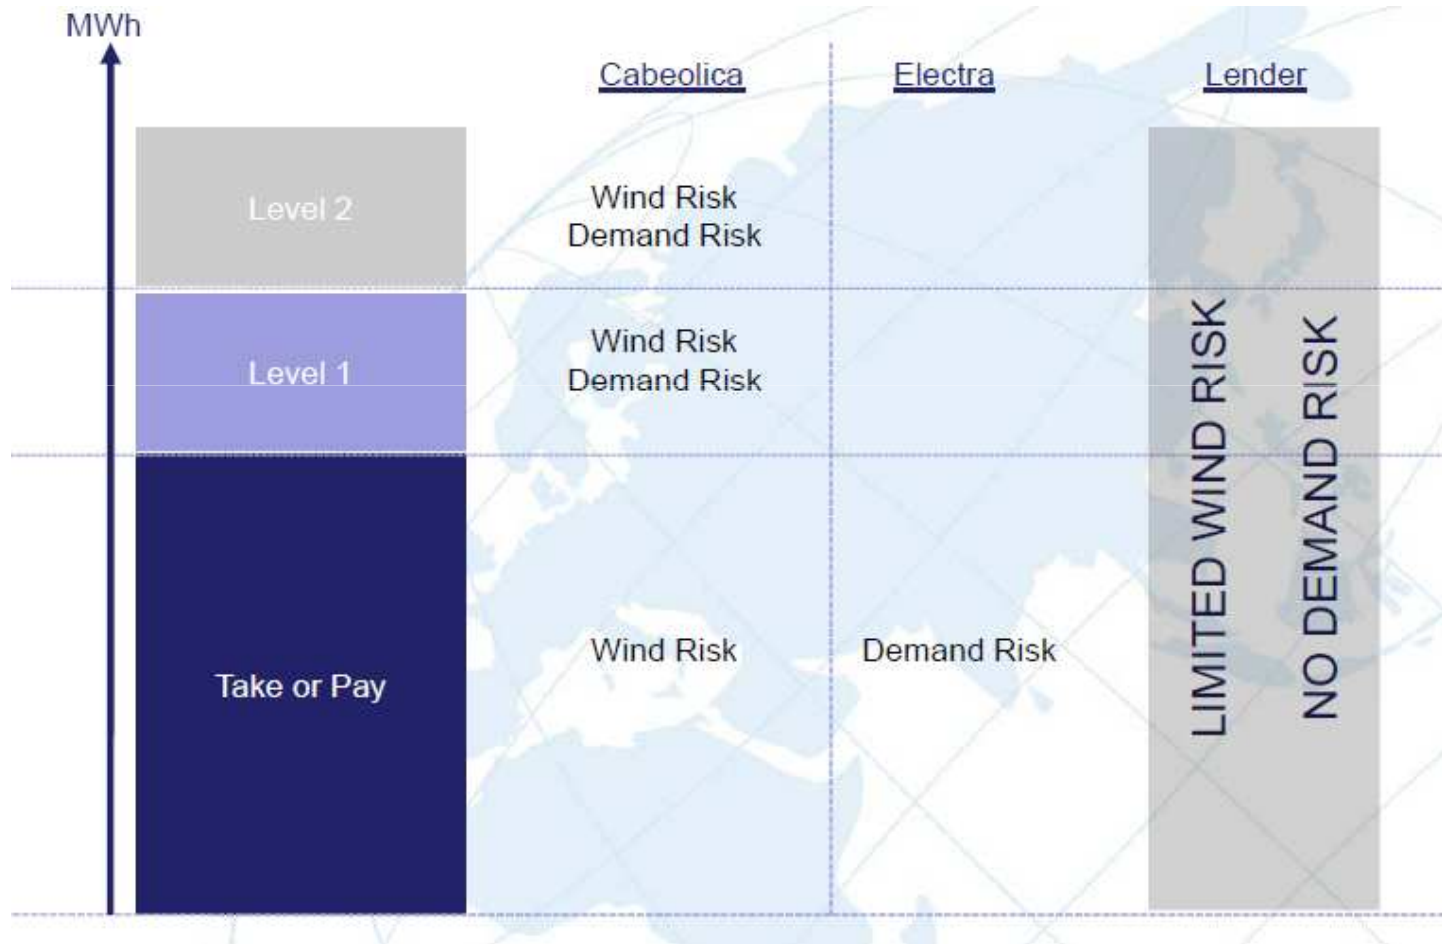 MWh
Cabeolica
Electra
Lender
Level 2
Wind Risk
Demand Risk
Level 1
Wind Risk
Demand Risk
Take or Pay
Wind Risk
Demand Risk
LIMITED WIND RISK
NO DEMAND RISK